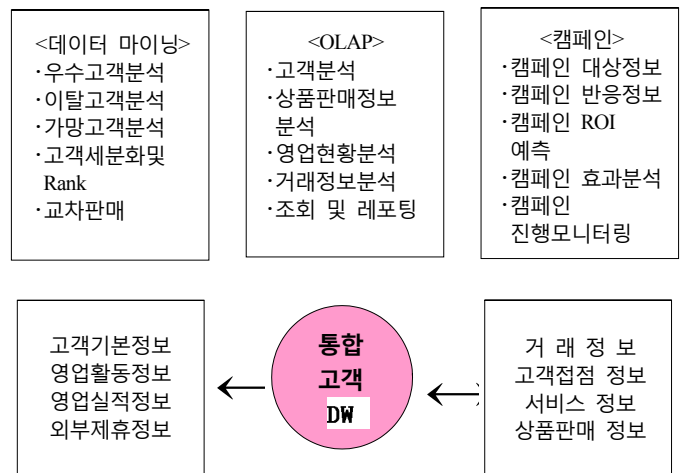 <데이터 마이닝>
·우수고객분석
·이탈고객분석
·가망고객분석
·고객세분화및
Rank
·교차판매
<OLAP>
·고객분석
·상품판매정보
분석
·영업현황분석
·거래정보분석
·조회 및 레포팅
<캠페인>
·캠페인 대상정보
·캠페인 반응정보
·캠페인 ROI
예측
·캠페인 효과분석
·캠페인
진행모니터링
고객기본정보
영업활동정보
영업실적정보
외부제휴정보
통합
고객
DW
거 래 정 보
고객접점 정보
서비스 정보
상품판매 정보